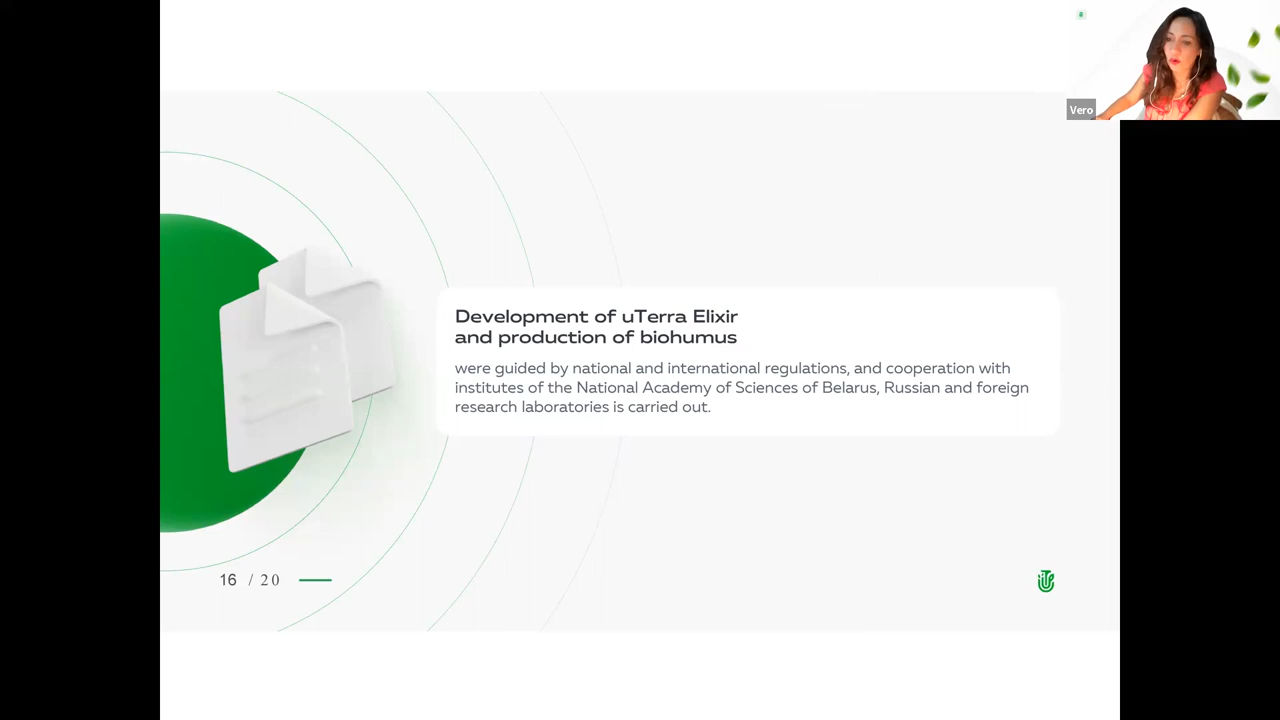 Vero
Development of uTerra Elixir
and production of biohumus
were guided by national and international regulations, and cooperation with
institutes of the National Academy of Sciences of Belarus, Russian and foreign
research laboratories is carried out.
16 / 20